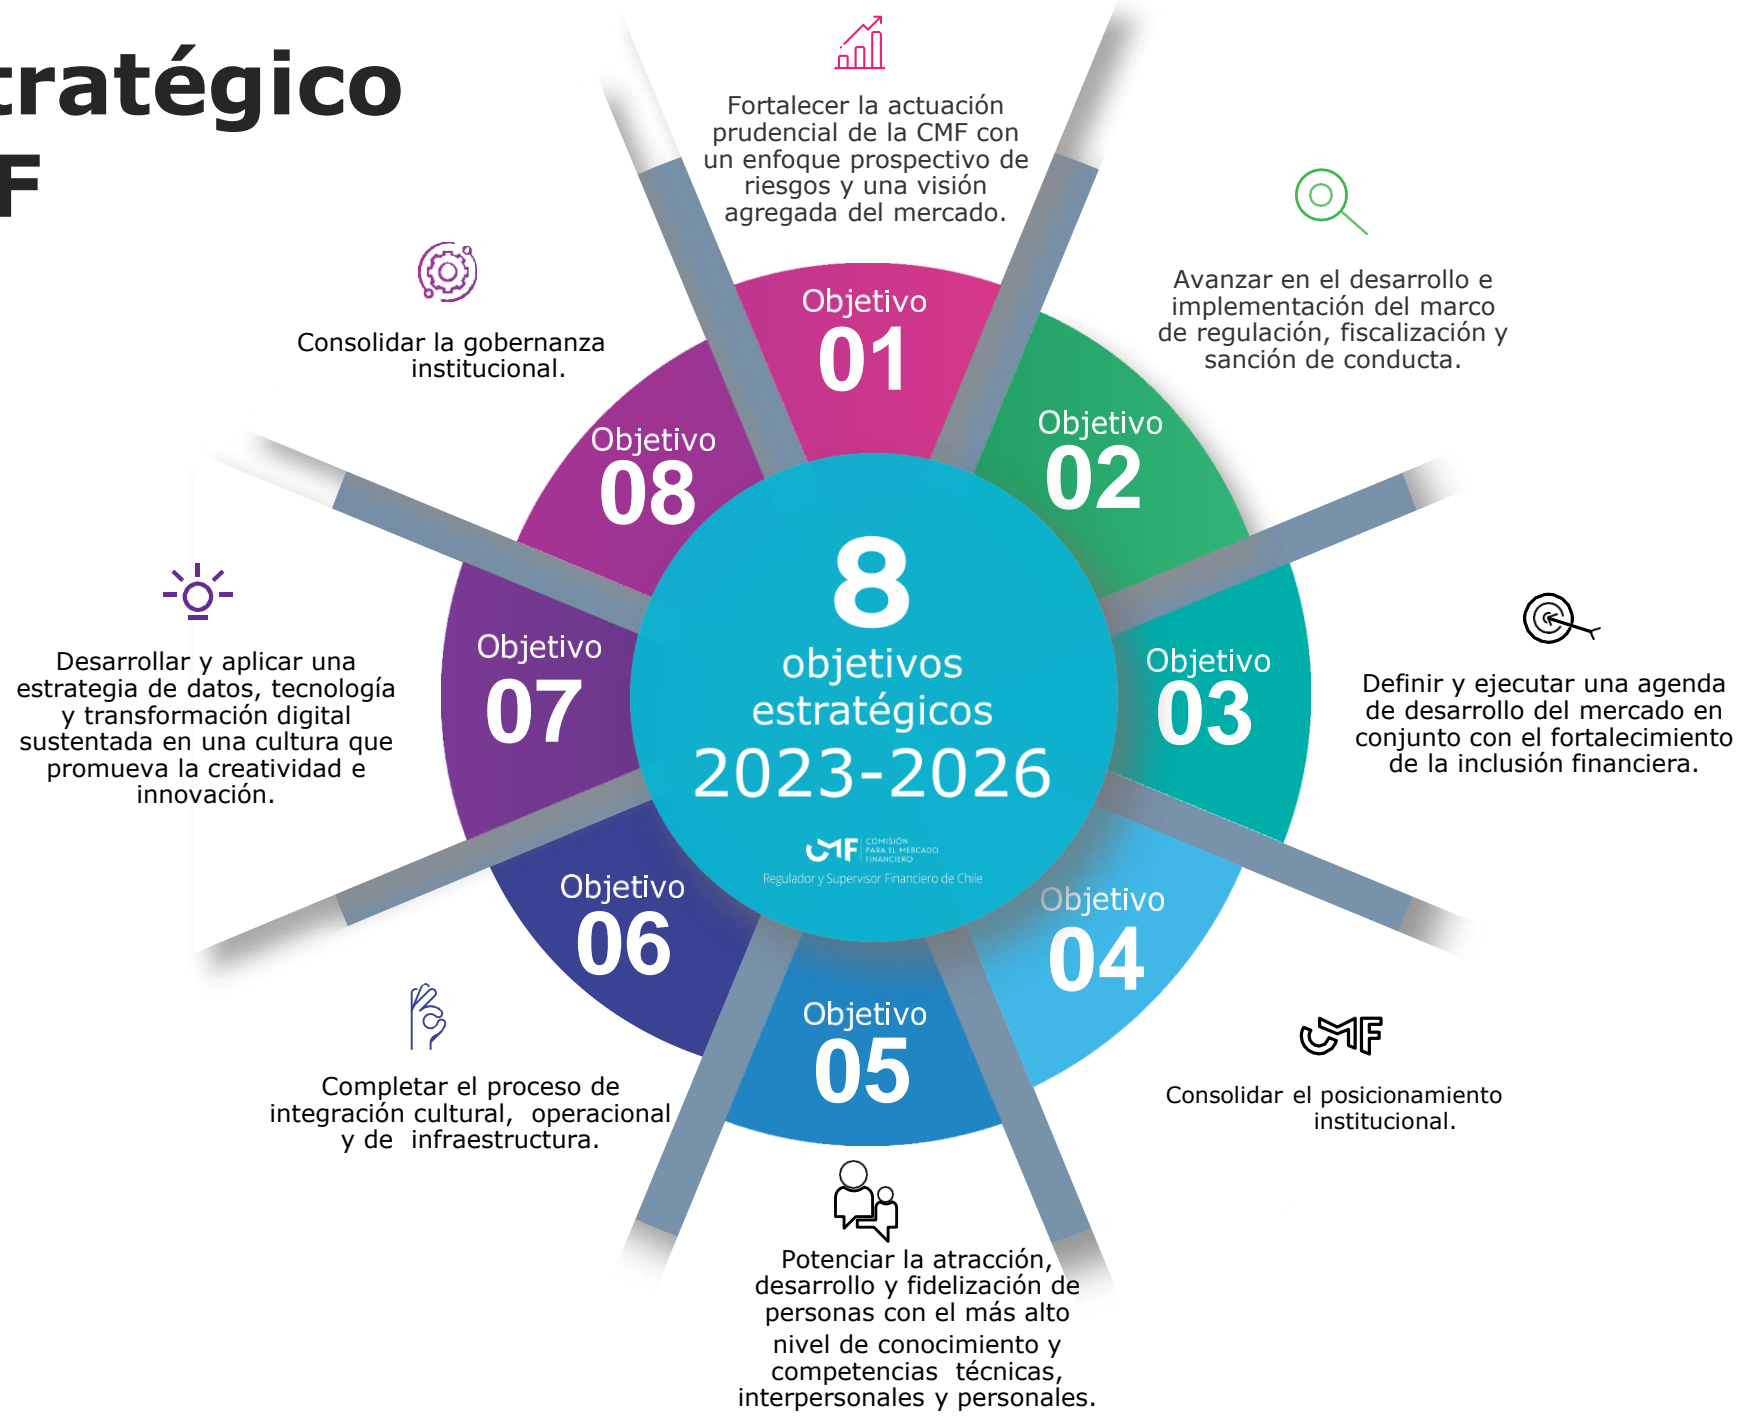 tratégico
F
Fortalecer la actuación
prudencial de la CMF con
un enfoque prospectivo de
riesgos y una visión
agregada del mercado.
Objetivo
01
Avanzar en el desarrollo e
implementación del marco
de regulación, fiscalización y
sanción de conducta.
Objetivo
02
Definir y ejecutar una agenda
de desarrollo del mercado en
conjunto con el fortalecimiento
de la inclusión financiera.
Objetivo
03
Consolidar el posicionamiento
institucional.
CMF
Objetivo
04
Potenciar la atracción,
desarrollo y fidelización de
personas con el más alto
nivel de conocimiento y
competencias  técnicas,
interpersonales y personales.
Objetivo
05
Completar el proceso de
integración cultural,  operacional
y de  infraestructura.
Objetivo
06
Desarrollar y aplicar una
estrategia de datos, tecnología
y transformación digital
sustentada en una cultura que
promueva la creatividad e
innovación.
Objetivo
07
Consolidar la gobernanza
institucional.
Objetivo
08
8
objetivos
estratégicos
2023-2026
CMF
COMISIÓN
PARA EL MERCADO
FINANCIERO
Regulador y Supervisor Financiero de Chile